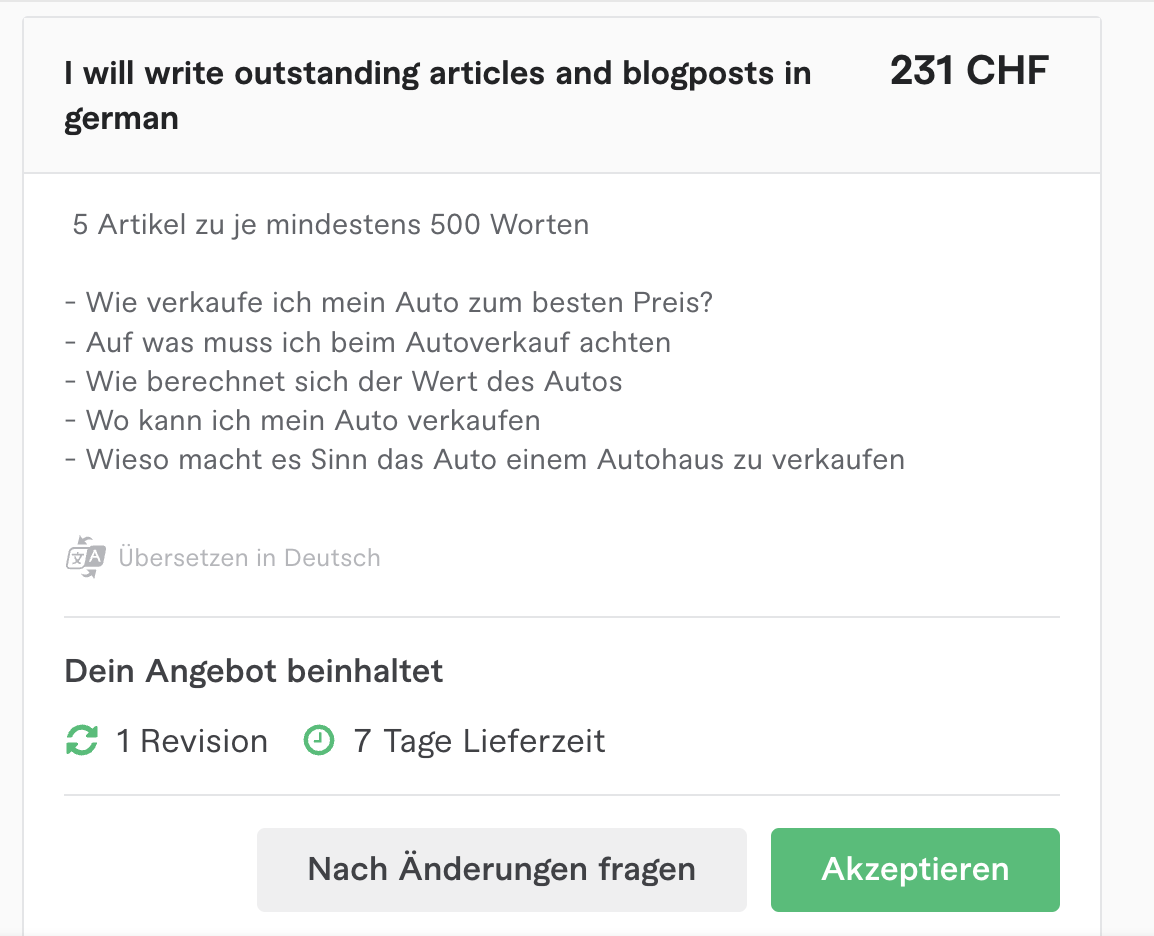 I will write outstanding articles and blogposts in
german
231 CHF
5 Artikel zu je mindestens 500 Worten
- Wie verkaufe ich mein Auto zum besten Preis?
- Auf was muss ich beim Autoverkauf achten
- Wie berechnet sich der Wert des Autos
- Wo kann ich mein Auto verkaufen
- Wieso macht es Sinn das Auto einem Autohaus zu verkaufen
文A Übersetzen in Deutsch
Dein Angebot beinhaltet
1 Revision 7 Tage Lieferzeit
Nach Änderungen fragen Akzeptieren